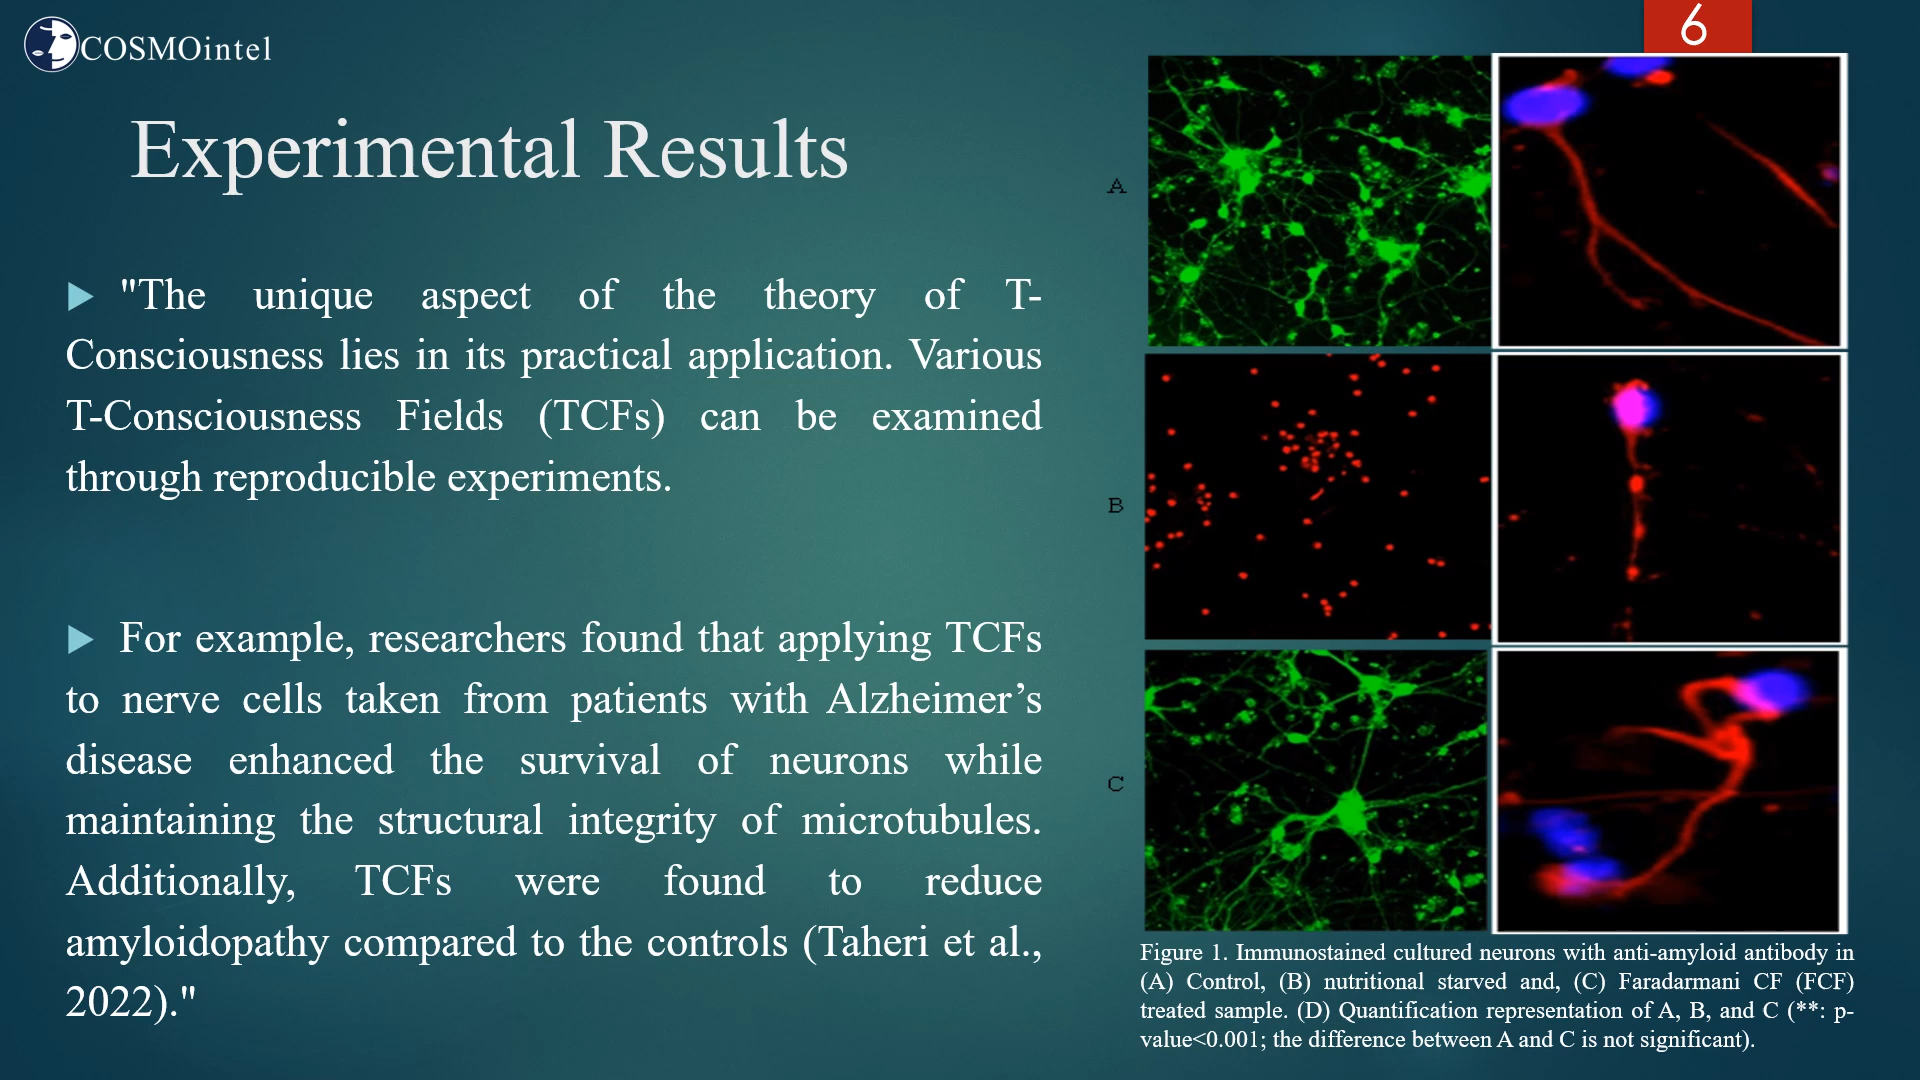 COSMOintel
6
Experimental Results
"The unique aspect of the theory of T-
Consciousness lies in its practical application. Various
T-Consciousness Fields (TCFs) can be examined
through reproducible experiments.
For example, researchers found that applying TCFs
to nerve cells taken from patients with Alzheimer’s
disease enhanced the survival of neurons while
maintaining the structural integrity of microtubules.
Additionally, TCFs were found to reduce
amyloidopathy compared to the controls (Taheri et al.,
2022)."
A
B
C
Figure 1. Immunostained cultured neurons with anti-amyloid antibody in
(A) Control, (B) nutritional starved and, (C) Faradarmani CF (FCF)
treated sample. (D) Quantification representation of A, B, and C (**: p-
value<0.001; the difference between A and C is not significant).